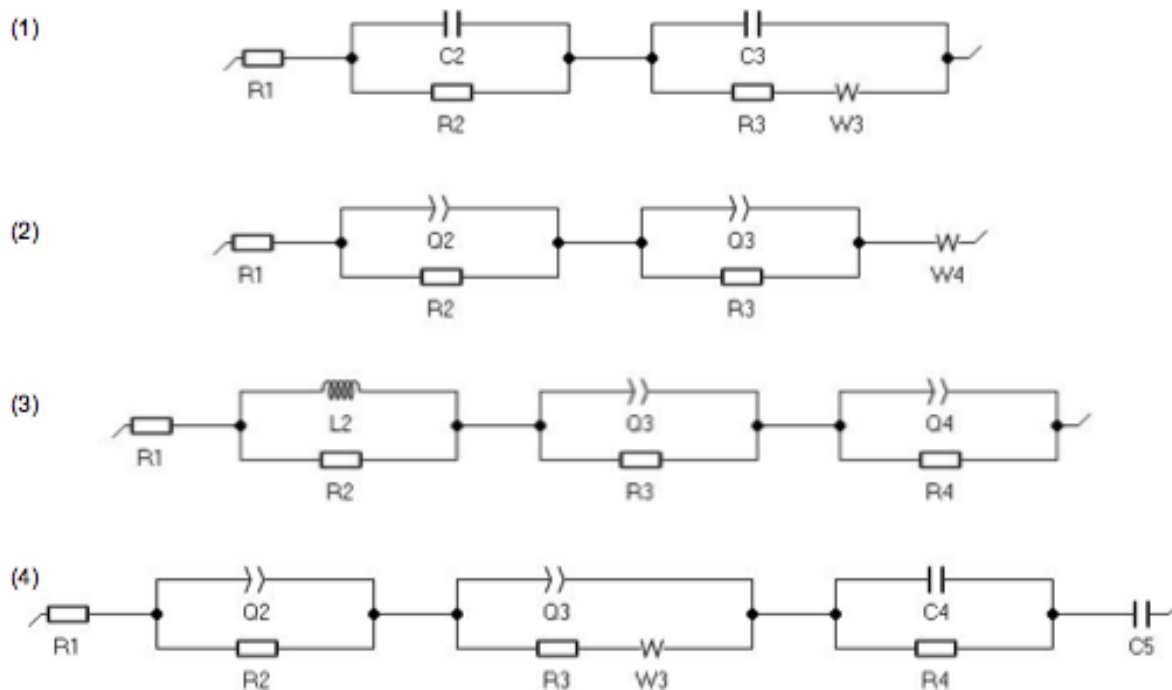 (1)
C2 C3
R1
R2 R3 W3
(2)
Q2 Q3
R1 W4
R2 R3
(3)
L2 Q3 Q4
R1
R2 R3 R4
(4)
Q2 Q3 C4
R1 C5
R2 R3 W3 R4